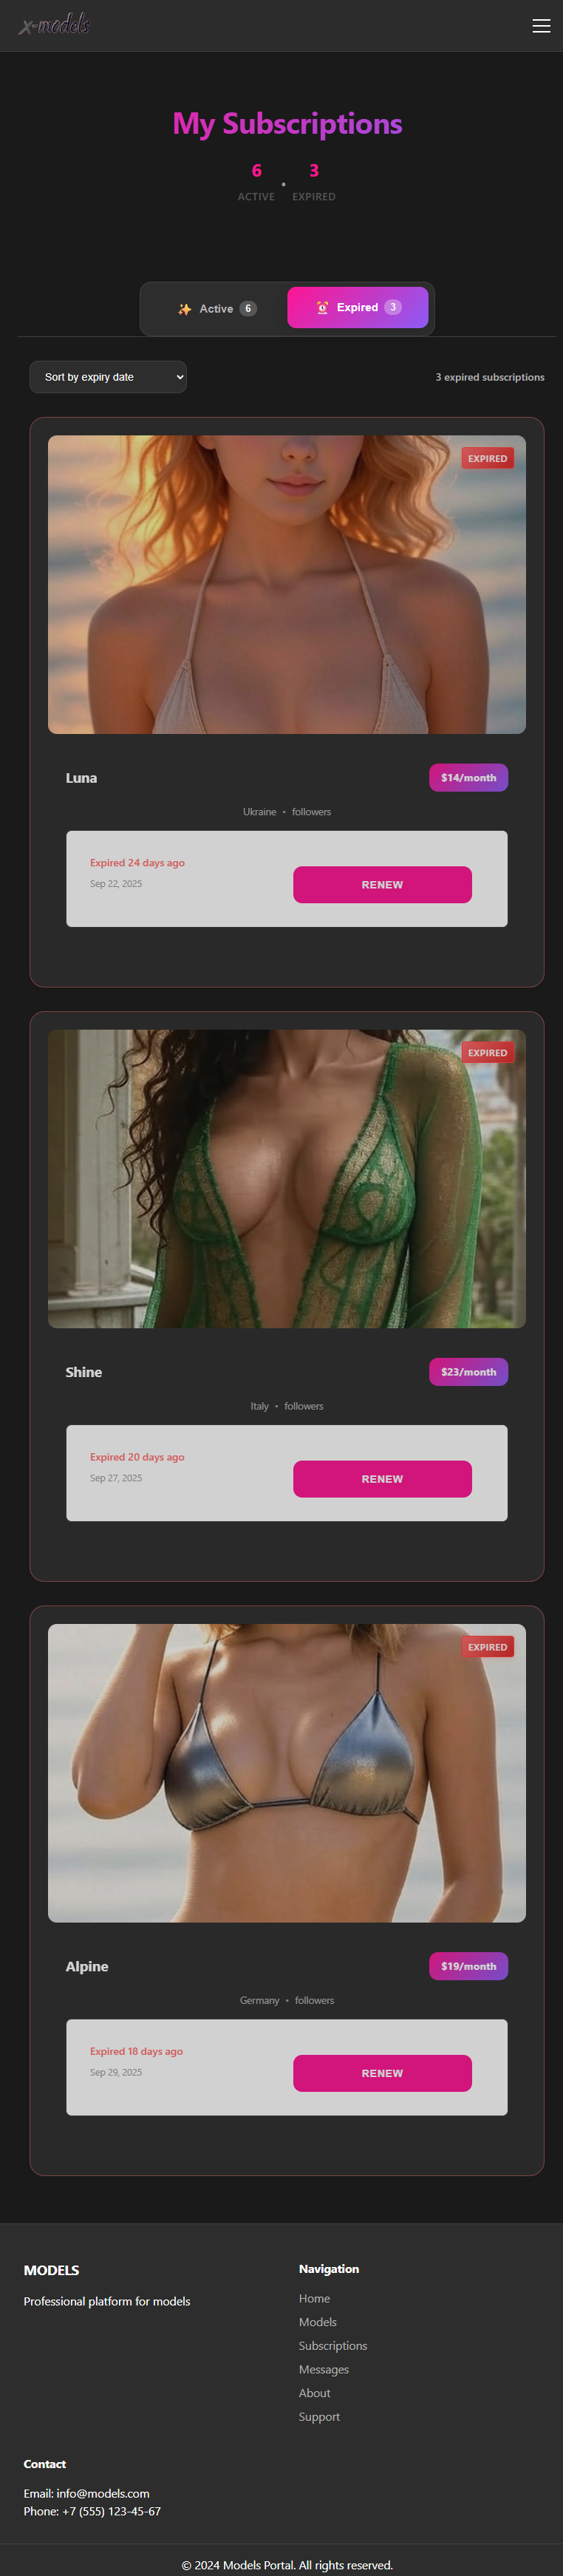 x-models
My Subscriptions
6 3
ACTIVE • EXPIRED
✨ Active 6 ⏰ Expired 3
Sort by expiry date 3 expired subscriptions
EXPIRED
Luna $14/month
Ukraine • followers
Expired 24 days ago
Sep 22, 2025
RENEW
EXPIRED
Shine $23/month
Italy • followers
Expired 20 days ago
Sep 27, 2025
RENEW
EXPIRED
Alpine $19/month
Germany • followers
Expired 18 days ago
Sep 29, 2025
RENEW
MODELS
Professional platform for models
Navigation
Home
Models
Subscriptions
Messages
About
Support
Contact
Email: info@models.com
Phone: +7 (555) 123-45-67
© 2024 Models Portal. All rights reserved.